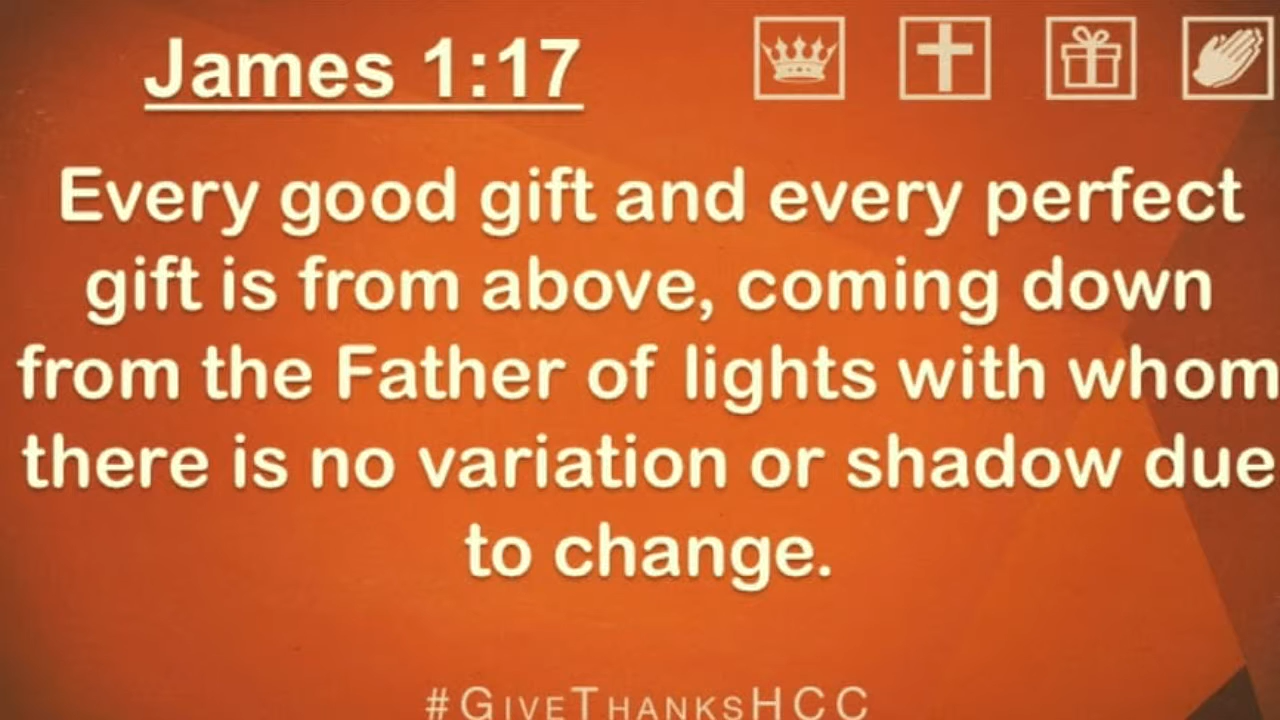 James 1:17
Every good gift and every perfect
gift is from above, coming down
from the Father of lights with whom
there is no variation or shadow due
to change.
#GiveThanksHCC